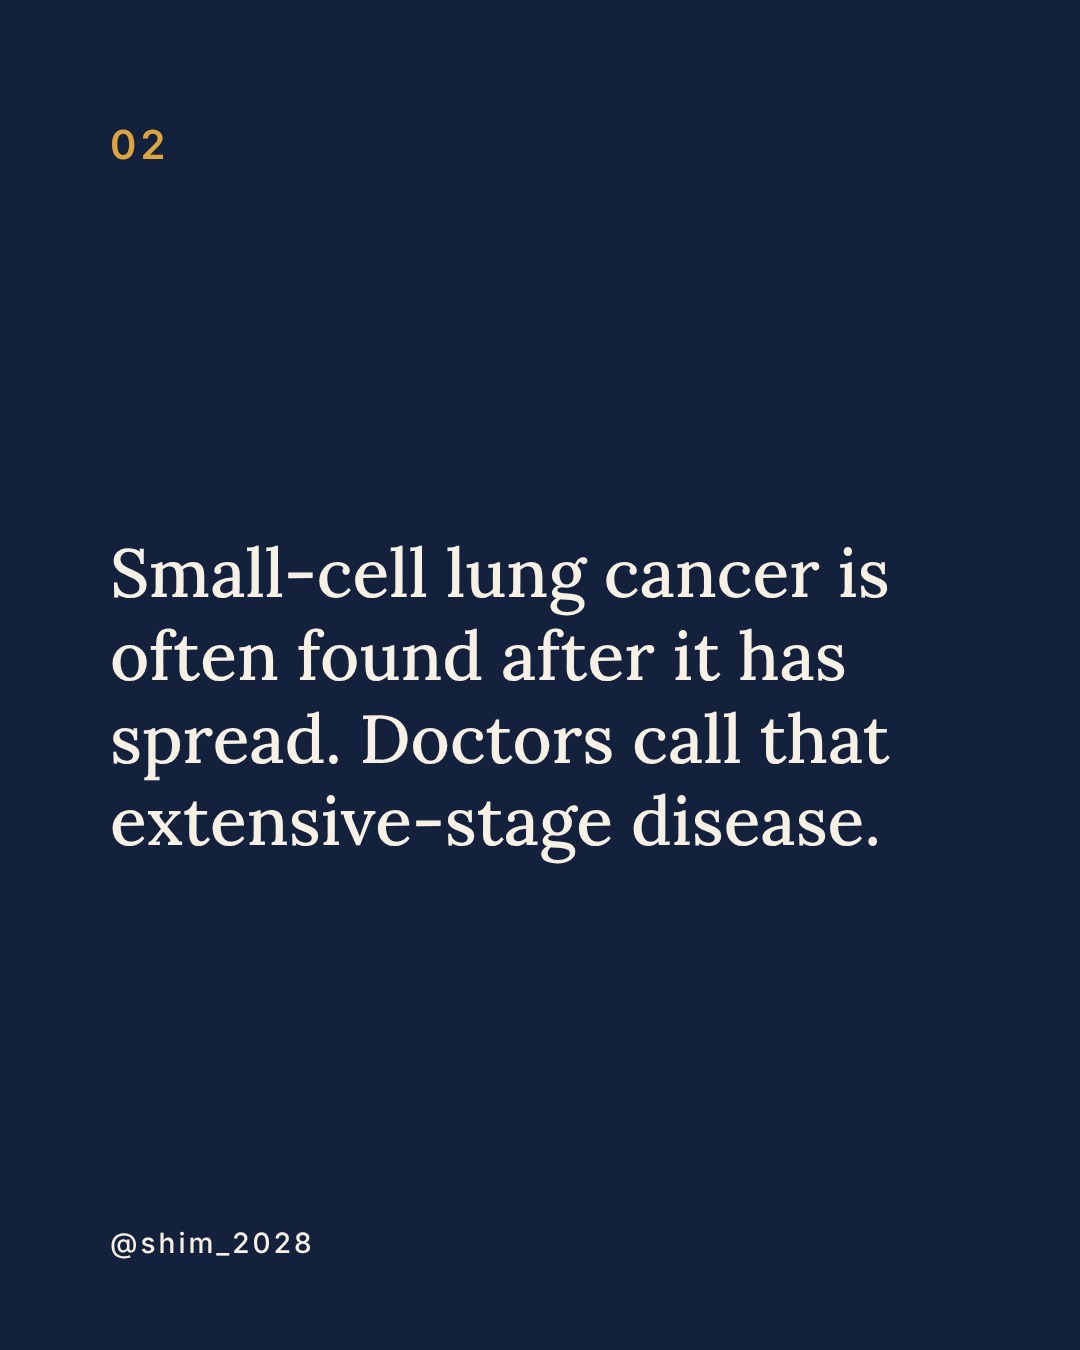 02
Small-cell lung cancer is
often found after it has
spread. Doctors call that
extensive-stage disease.
@shim_2028